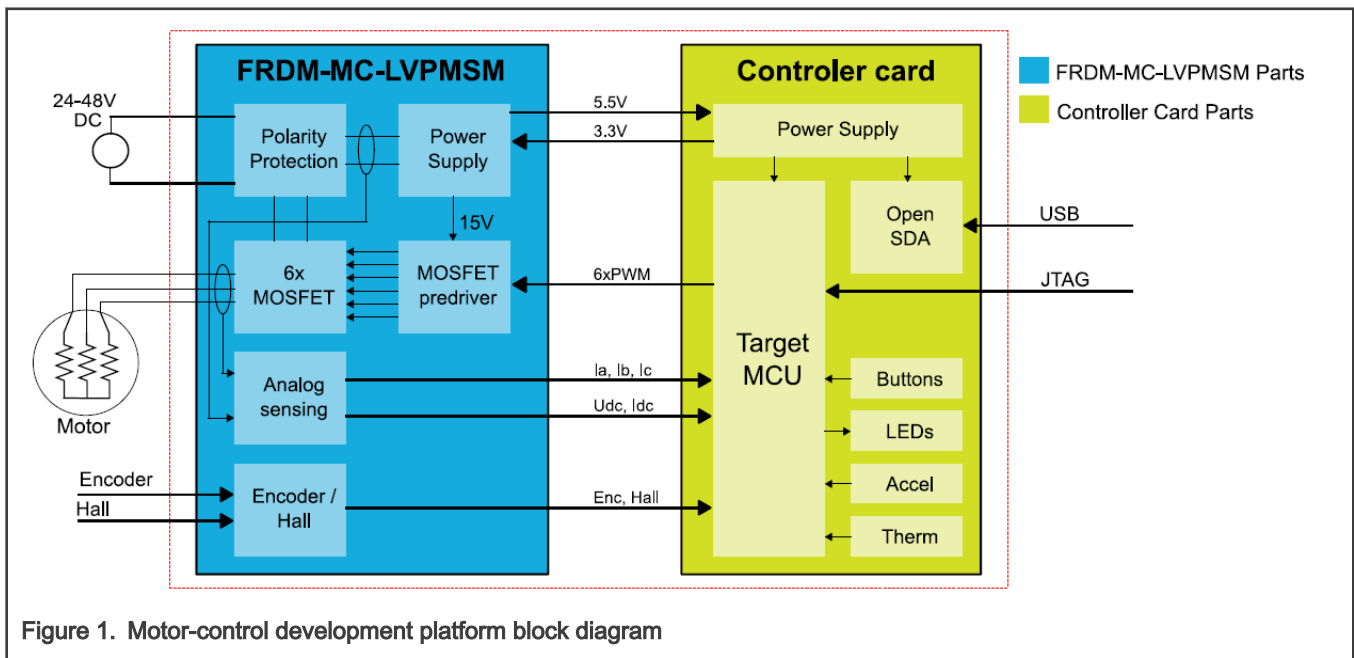 FRDM-MC-LVPMSM
Controler card
FRDM-MC-LVPMSM Parts
Controller Card Parts
24-48V
DC
Polarity
Protection
Power
Supply
5.5V
3.3V
Power Supply
15V
Open
SDA
USB
6x
MOSFET
MOSFET
predriver
6xPWM
JTAG
Target
MCU
Motor
Analog
sensing
Ia, Ib, Ic
Udc, Idc
Buttons
LEDs
Accel
Therm
Encoder
Hall
Encoder /
Hall
Enc, Hall
Figure 1. Motor-control development platform block diagram